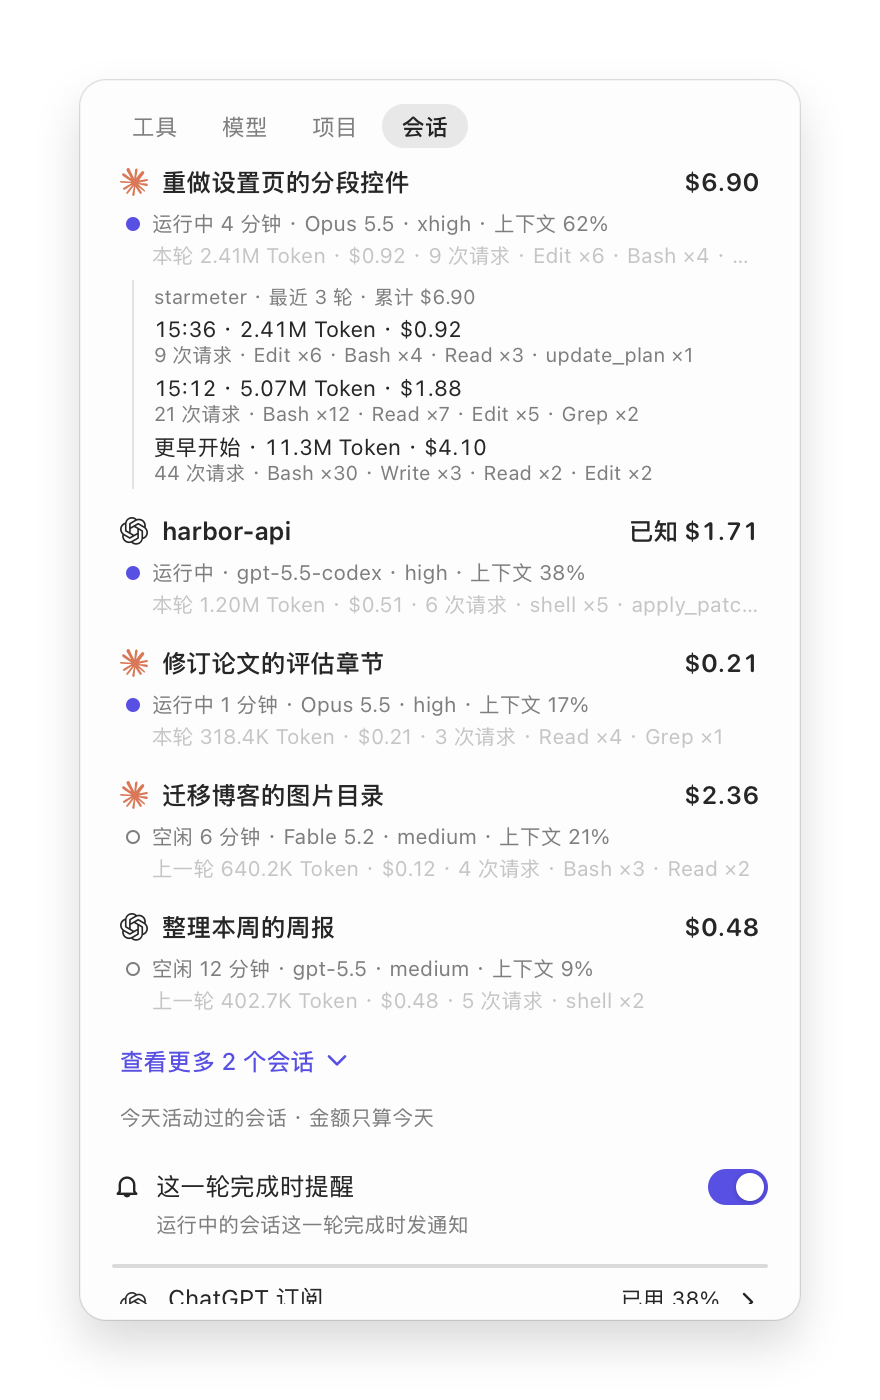 工具 模型 项目 会话
重做设置页的分段控件 $6.90
运行中 4 分钟 · Opus 5.5 · xhigh · 上下文 62%
本轮 2.41M Token · $0.92 · 9 次请求 · Edit ×6 · Bash ×4 · ...
starmeter · 最近 3 轮 · 累计 $6.90
15:36 · 2.41M Token · $0.92
9 次请求 · Edit ×6 · Bash ×4 · Read ×3 · update_plan ×1
15:12 · 5.07M Token · $1.88
21 次请求 · Bash ×12 · Read ×7 · Edit ×5 · Grep ×2
更早开始 · 11.3M Token · $4.10
44 次请求 · Bash ×30 · Write ×3 · Read ×2 · Edit ×2
harbor-api 已知 $1.71
运行中 · gpt-5.5-codex · high · 上下文 38%
本轮 1.20M Token · $0.51 · 6 次请求 · shell ×5 · apply_patc...
修订论文的评估章节 $0.21
运行中 1 分钟 · Opus 5.5 · high · 上下文 17%
本轮 318.4K Token · $0.21 · 3 次请求 · Read ×4 · Grep ×1
迁移博客的图片目录 $2.36
空闲 6 分钟 · Fable 5.2 · medium · 上下文 21%
上一轮 640.2K Token · $0.12 · 4 次请求 · Bash ×3 · Read ×2
整理本周的周报 $0.48
空闲 12 分钟 · gpt-5.5 · medium · 上下文 9%
上一轮 402.7K Token · $0.48 · 5 次请求 · shell ×2
查看更多 2 个会话
今天活动过的会话 · 金额只算今天
这一轮完成时提醒
运行中的会话这一轮完成时发通知
ChatGPT 订阅 已用 38%